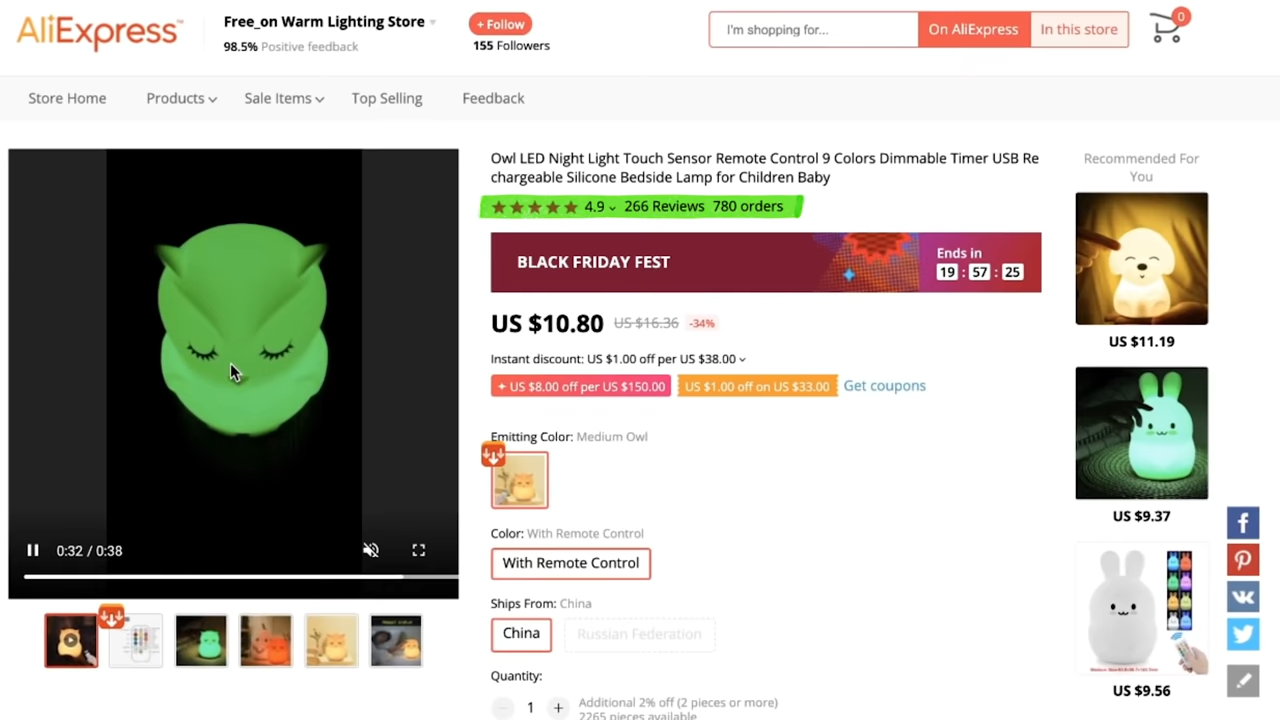 AliExpress™
Free_on Warm Lighting Store
98.5% Positive feedback
+ Follow
155 Followers
I'm shopping for...
On AliExpress
In this store
0
Store Home
Products
Sale Items
Top Selling
Feedback
Owl LED Night Light Touch Sensor Remote Control 9 Colors Dimmable Timer USB Re
chargeable Silicone Bedside Lamp for Children Baby
4.9 266 Reviews 780 orders
BLACK FRIDAY FEST
Ends in
19 : 57 : 25
US $10.80 US $16.36 -34%
Instant discount: US $1.00 off per US $38.00
+ US $8.00 off per US $150.00
US $1.00 off on US $33.00
Get coupons
Emitting Color: Medium Owl
Color: With Remote Control
With Remote Control
Ships From: China
China
Russian Federation
Quantity:
1
Additional 2% off (2 pieces or more)
2265 pieces available
0:32 / 0:38
Recommended For
You
US $11.19
US $9.37
US $9.56